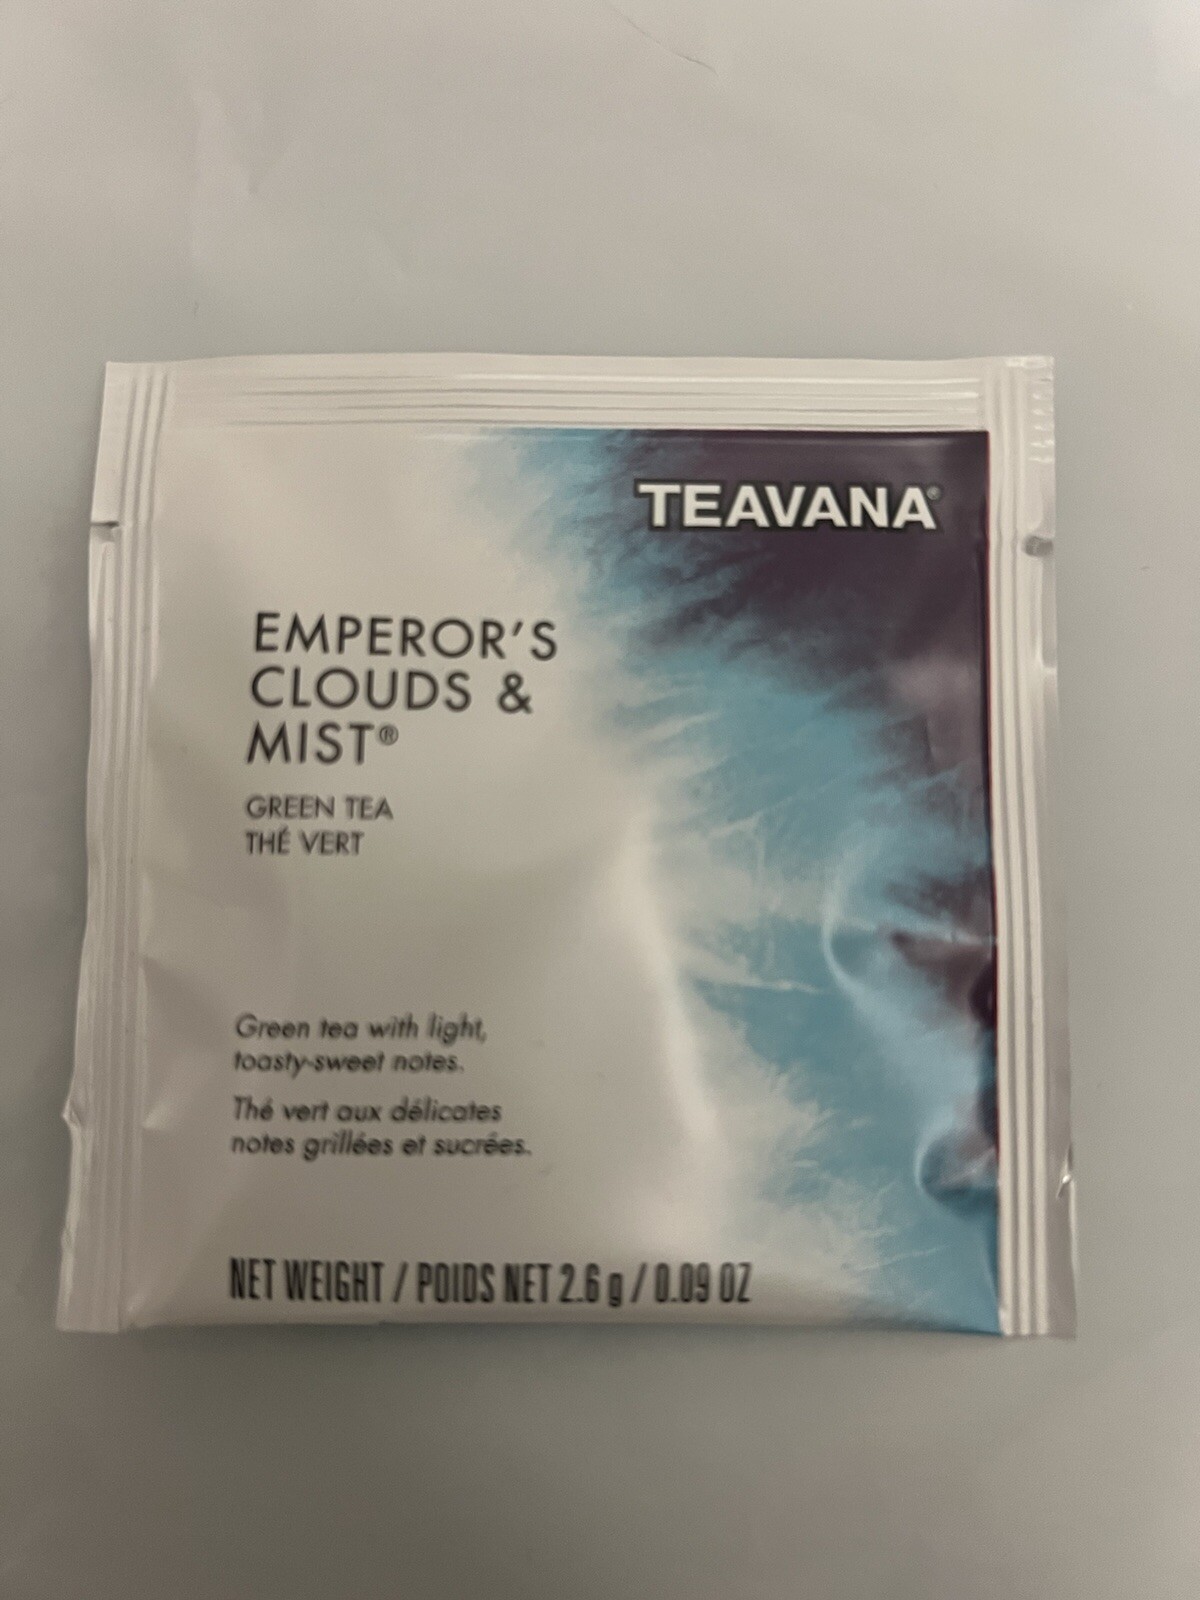 TEAVANA®
EMPEROR'S
CLOUDS &
MIST®
GREEN TEA
THÉ VERT
Green tea with light,
toasty-sweet notes.
Thé vert aux délicates
notes grillées et sucrées.
NET WEIGHT / POIDS NET 2.6 g / 0.09 OZ